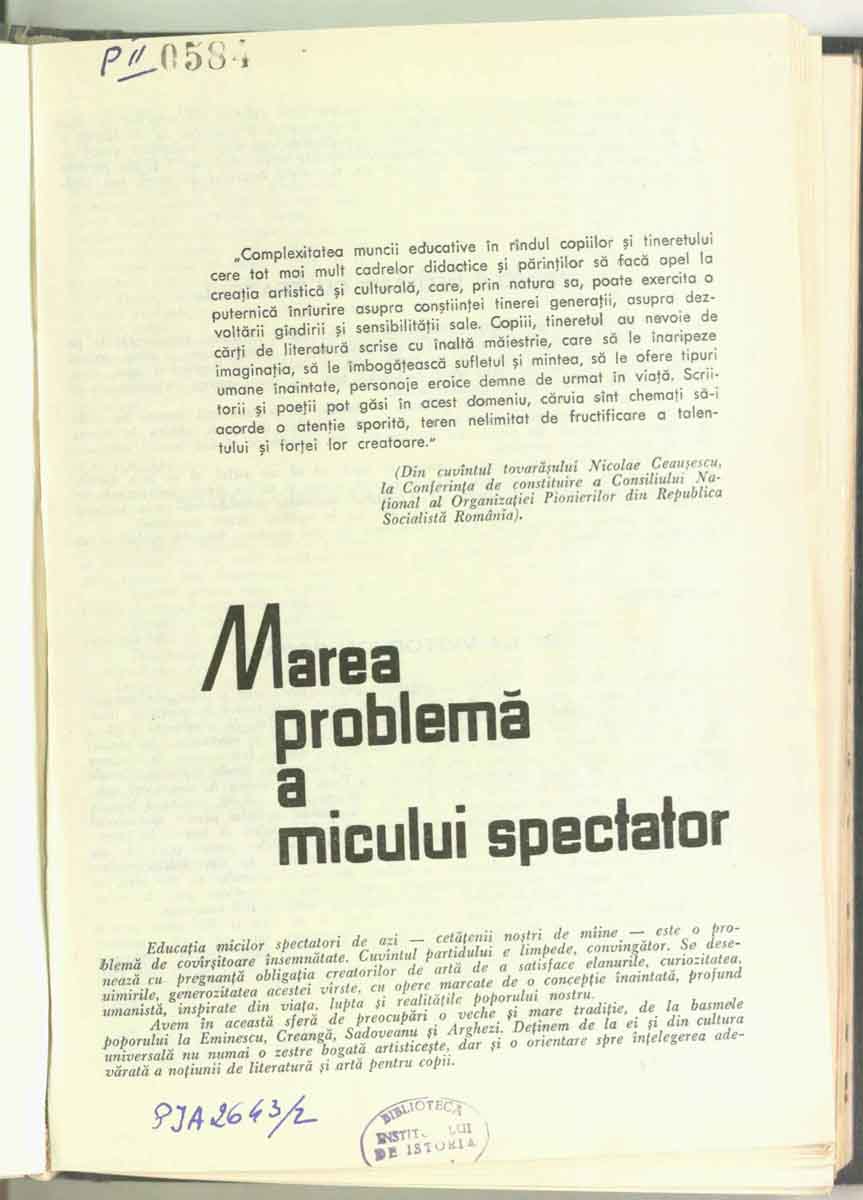 PII 0584
„Complexitatea muncii educative în rîndul copiilor și tineretului
cere tot mai mult cadrelor didactice și părinților să facă apel la
creația artistică și culturală, care, prin natura sa, poate exercita o
puternică înrîurire asupra conștiinței tinerei generații, asupra dez-
voltării gîndirii și sensibilității sale. Copiii, tineretul au nevoie de
cărți de literatură scrise cu înaltă măiestrie, care să le înaripeze
imaginația, să le îmbogățească sufletul și mintea, să le ofere tipuri
umane înaintate, personaje eroice demne de urmat în viață. Scrii-
torii și poeții pot găsi în acest domeniu, căruia sînt chemați să-i
acorde o atenție sporită, teren nelimitat de fructificare a talen-
tului și forței lor creatoare."
(Din cuvîntul tovarășului Nicolae Ceaușescu,
la Conferința de constituire a Consiliului Na-
țional al Organizației Pionierilor din Republica
Socialistă România).
Marea
problemă
a
micului spectator
Educația micilor spectatori de azi — cetățenii noștri de mîine — este o pro-
blemă de covîrșitoare însemnătate. Cuvîntul partidului e limpede, convingător. Se dese-
nează cu pregnanță obligația creatorilor de artă de a satisface elanurile, curiozitatea,
uimirile, generozitatea acestei vîrste, cu opere marcate de o concepție înaintată, profund
umanistă, inspirate din viața, lupta și realitățile poporului nostru.
Avem în această sferă de preocupări o veche și mare tradiție, de la basmele
poporului la Eminescu, Creangă, Sadoveanu și Arghezi. Deținem de la ei și din cultura
universală nu numai o zestre bogată artisticește, dar și o orientare spre înțelegerea ade-
vărată a noțiunii de literatură și artă pentru copii.
PIA2643/2
BIBLIOTECA
INSTIT LUI
DE ISTORIA